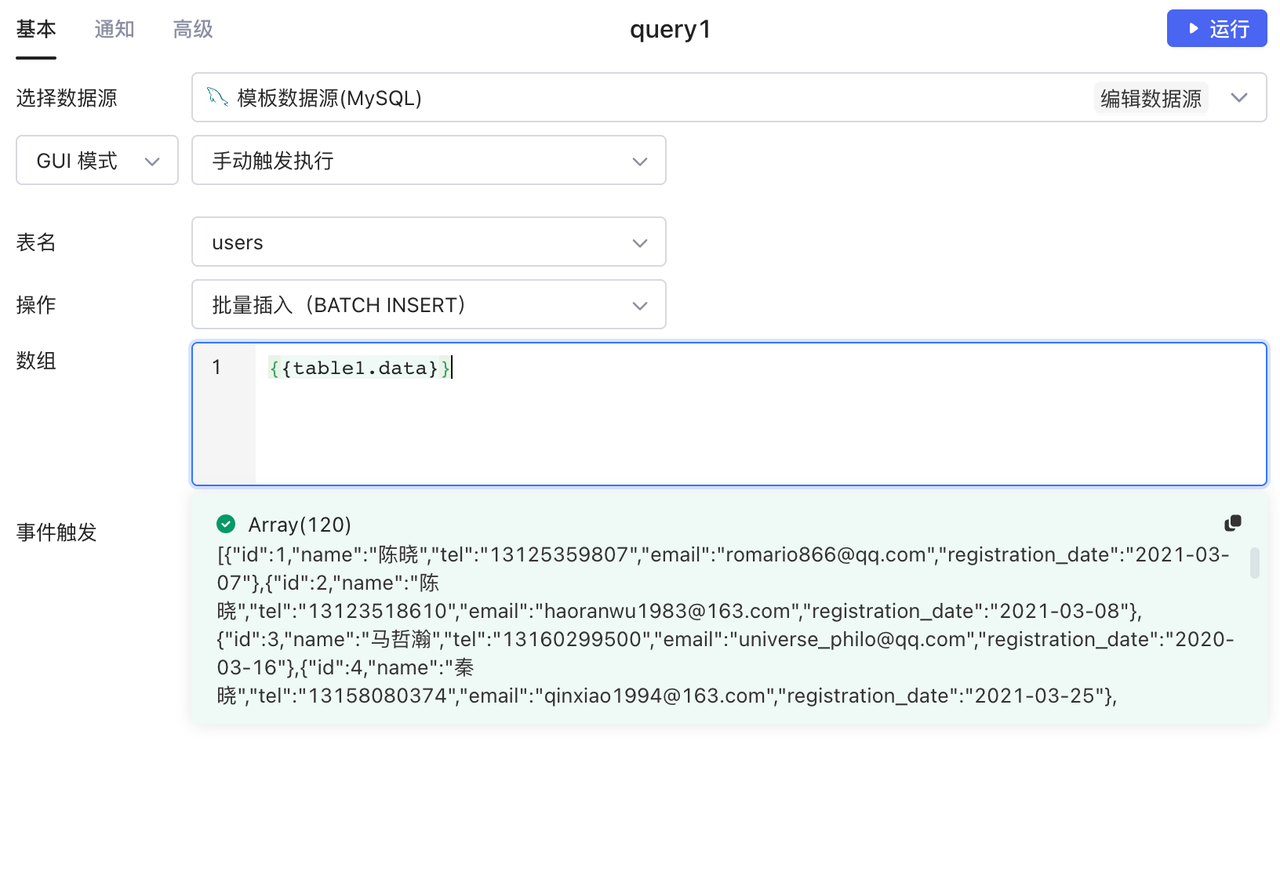 基本 通知 高级 query1 运行
选择数据源 模板数据源(MySQL) 编辑数据源
GUI 模式 手动触发执行
表名 users
操作 批量插入（BATCH INSERT）
数组 1 {{table1.data}}
事件触发
Array(120)
[{"id":1,"name":"陈晓","tel":"13125359807","email":"romario866@qq.com","registration_date":"2021-03-
07"},{"id":2,"name":"陈
晓","tel":"13123518610","email":"haoranwu1983@163.com","registration_date":"2021-03-08"},
{"id":3,"name":"马哲瀚","tel":"13160299500","email":"universe_philo@qq.com","registration_date":"2020-
03-16"},{"id":4,"name":"秦
晓","tel":"13158080374","email":"qinxiao1994@163.com","registration_date":"2021-03-25"},